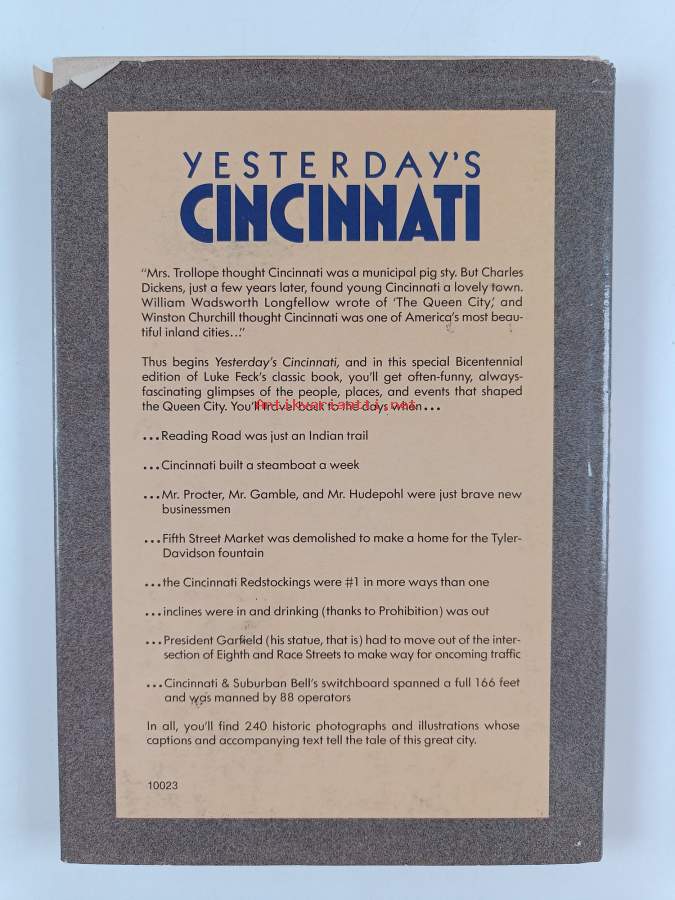 YESTERDAY'S
CINCINNATI
"Mrs. Trollope thought Cincinnati was a municipal pig sty. But Charles
Dickens, just a few years later, found young Cincinnati a lovely town.
William Wadsworth Longfellow wrote of 'The Queen City,' and
Winston Churchill thought Cincinnati was one of America's most beau-
tiful inland cities..."
Thus begins Yesterday's Cincinnati, and in this special Bicentennial
edition of Luke Feck's classic book, you'll get often-funny, always-
fascinating glimpses of the people, places, and events that shaped
the Queen City. You'll travel back to the days when...
Antikvariantti.net
...Reading Road was just an Indian trail
...Cincinnati built a steamboat a week
...Mr. Procter, Mr. Gamble, and Mr. Hudepohl were just brave new
businessmen
...Fifth Street Market was demolished to make a home for the Tyler-
Davidson fountain
...the Cincinnati Redstockings were #1 in more ways than one
...inclines were in and drinking (thanks to Prohibition) was out
...President Garfield (his statue, that is) had to move out of the inter-
section of Eighth and Race Streets to make way for oncoming traffic
...Cincinnati & Suburban Bell's switchboard spanned a full 166 feet
and was manned by 88 operators
In all, you'll find 240 historic photographs and illustrations whose
captions and accompanying text tell the tale of this great city.
10023